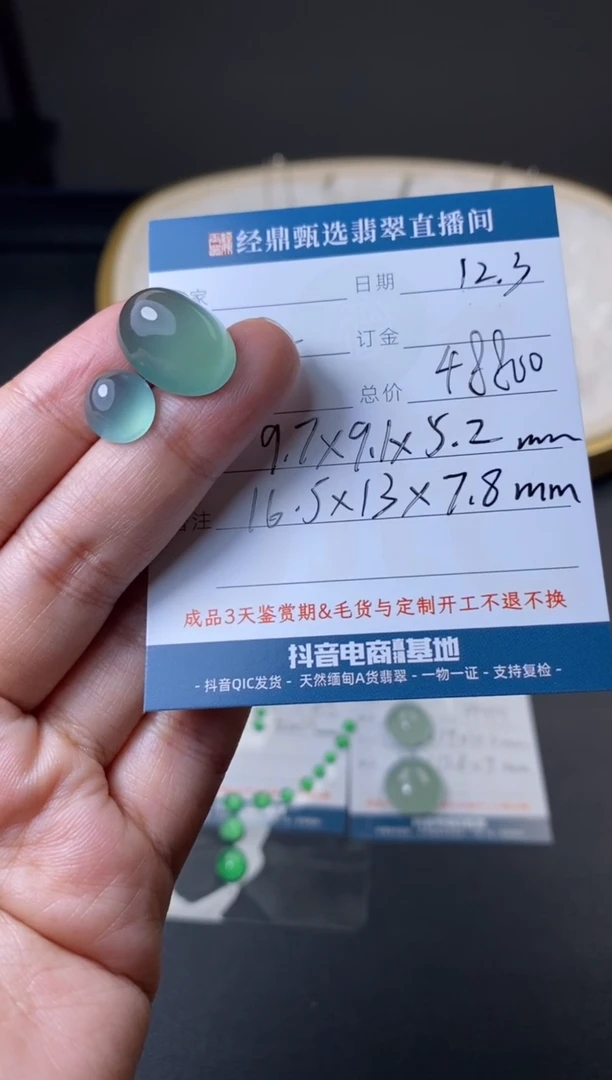 经鼎甄选翡翠直播间
家
日期 12.3
订金
总价 48800
9.7×9.1×5.2 mm
注 16.5×13×7.8 mm
成品3天鉴赏期&毛货与定制开工不退不换
抖音电商直播基地
- 抖音QIC发货 - 天然缅甸A货翡翠 - 一物一证 - 支持复检 -